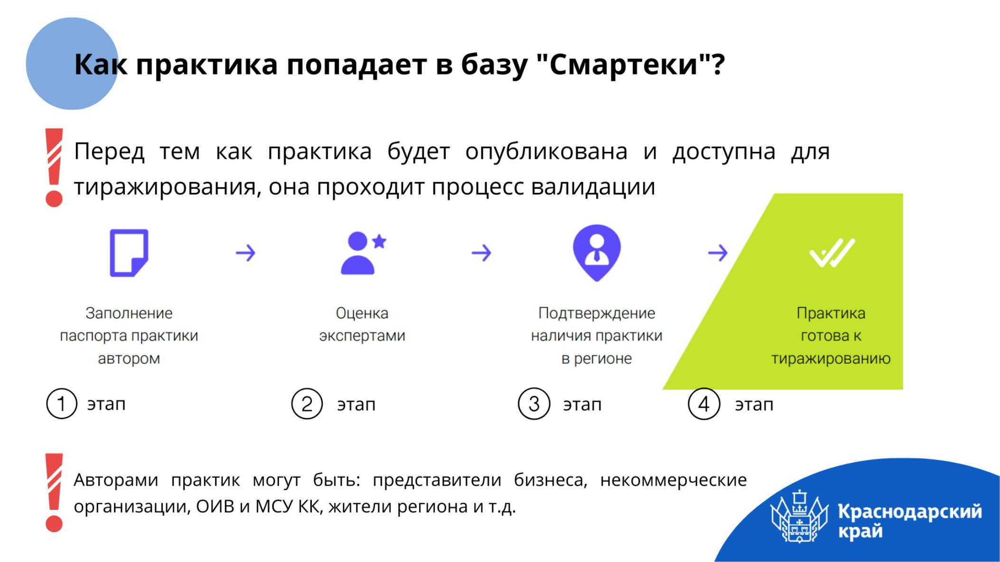 Как практика попадает в базу "Смартеки"?
Перед тем как практика будет опубликована и доступна для
тиражирования, она проходит процесс валидации
Заполнение
паспорта практики
автором
Оценка
экспертами
Подтверждение
наличия практики
в регионе
Практика
готова к
тиражированию
1 этап
2 этап
3 этап
4 этап
Авторами практик могут быть: представители бизнеса, некоммерческие
организации, ОИВ и МСУ КК, жители региона и т.д.
Краснодарский
край